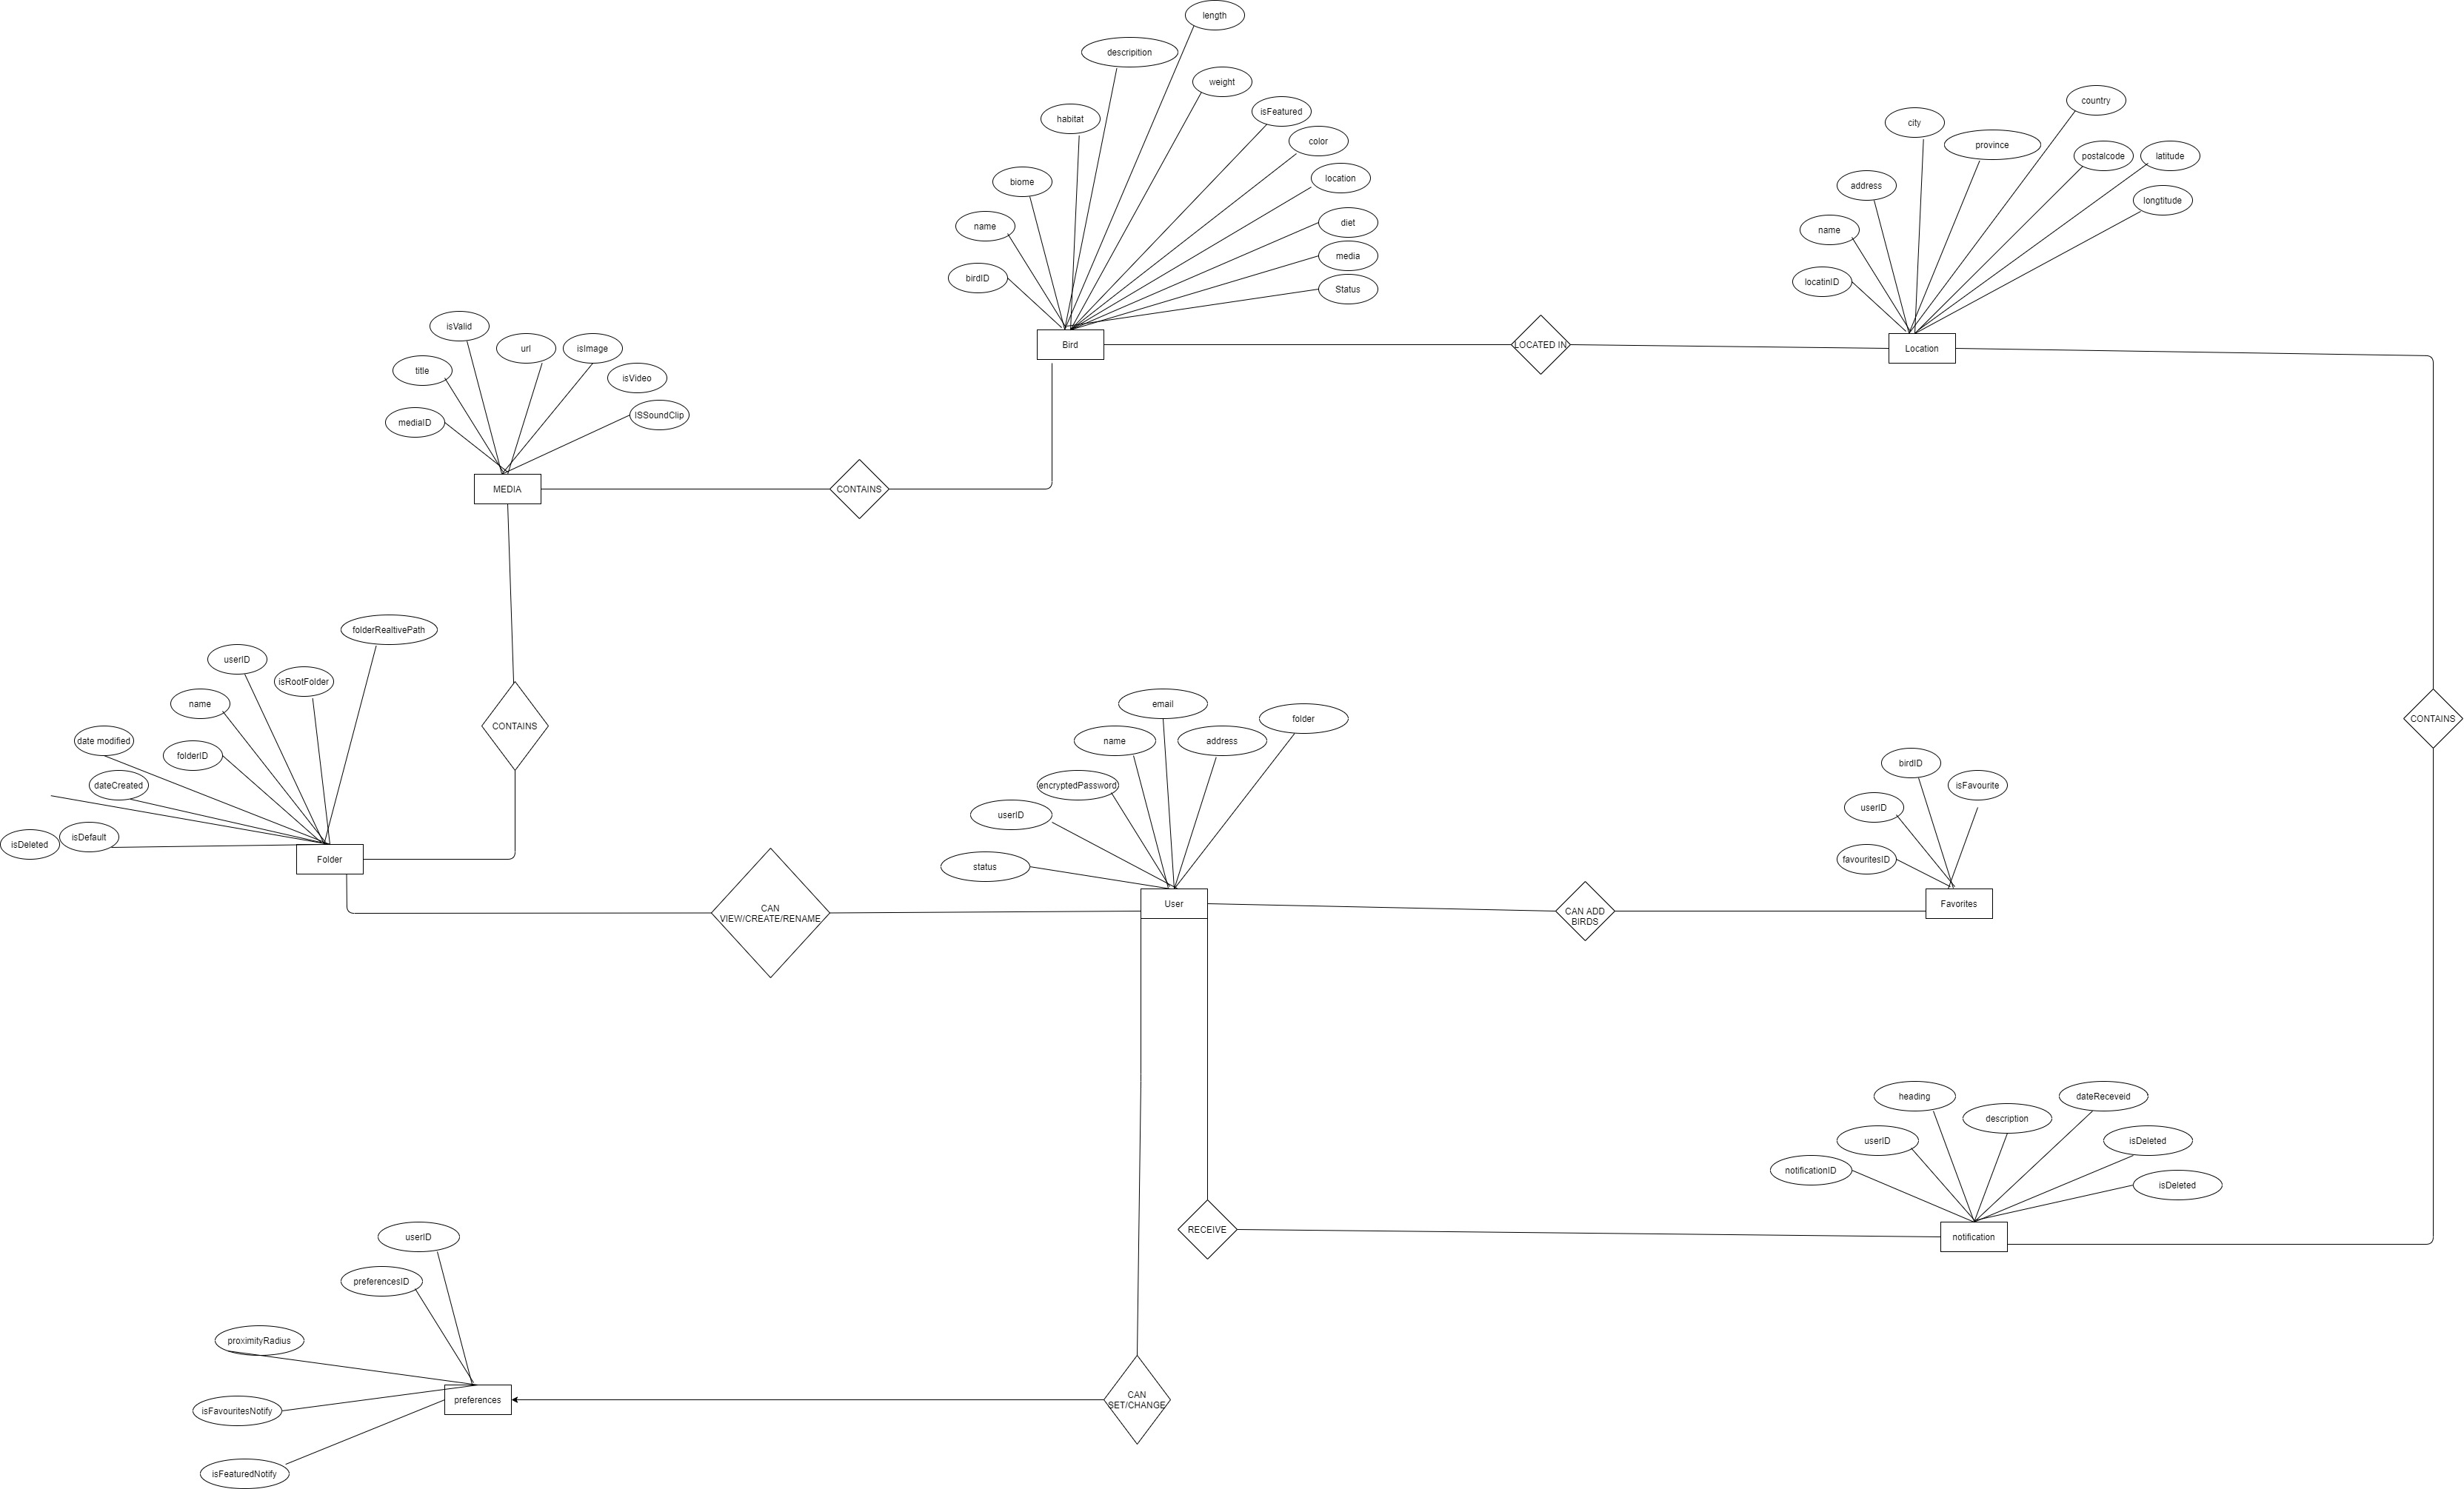 length
descripition
weight
habitat
isFeatured
color
biome
location
name
diet
media
birdID
Status
Bird
LOCATED IN
country
city
province
postalcode
latitude
address
longtitude
name
locatinID
Location
isValid
url
isImage
title
isVideo
mediaID
ISSoundClip
MEDIA
CONTAINS
CONTAINS
folderRealtivePath
userID
isRootFolder
name
date modified
folderID
dateCreated
isDefault
isDeleted
Folder
CAN
VIEW/CREATE/RENAME
email
folder
name
address
encryptedPassword
userID
status
User
CAN ADD
BIRDS
birdID
isFavourite
userID
favouritesID
Favorites
CONTAINS
heading
dateReceveid
description
userID
isDeleted
notificationID
isDeleted
notification
RECEIVE
userID
preferencesID
proximityRadius
isFavouritesNotify
isFeaturedNotify
preferences
CAN
SET/CHANGE